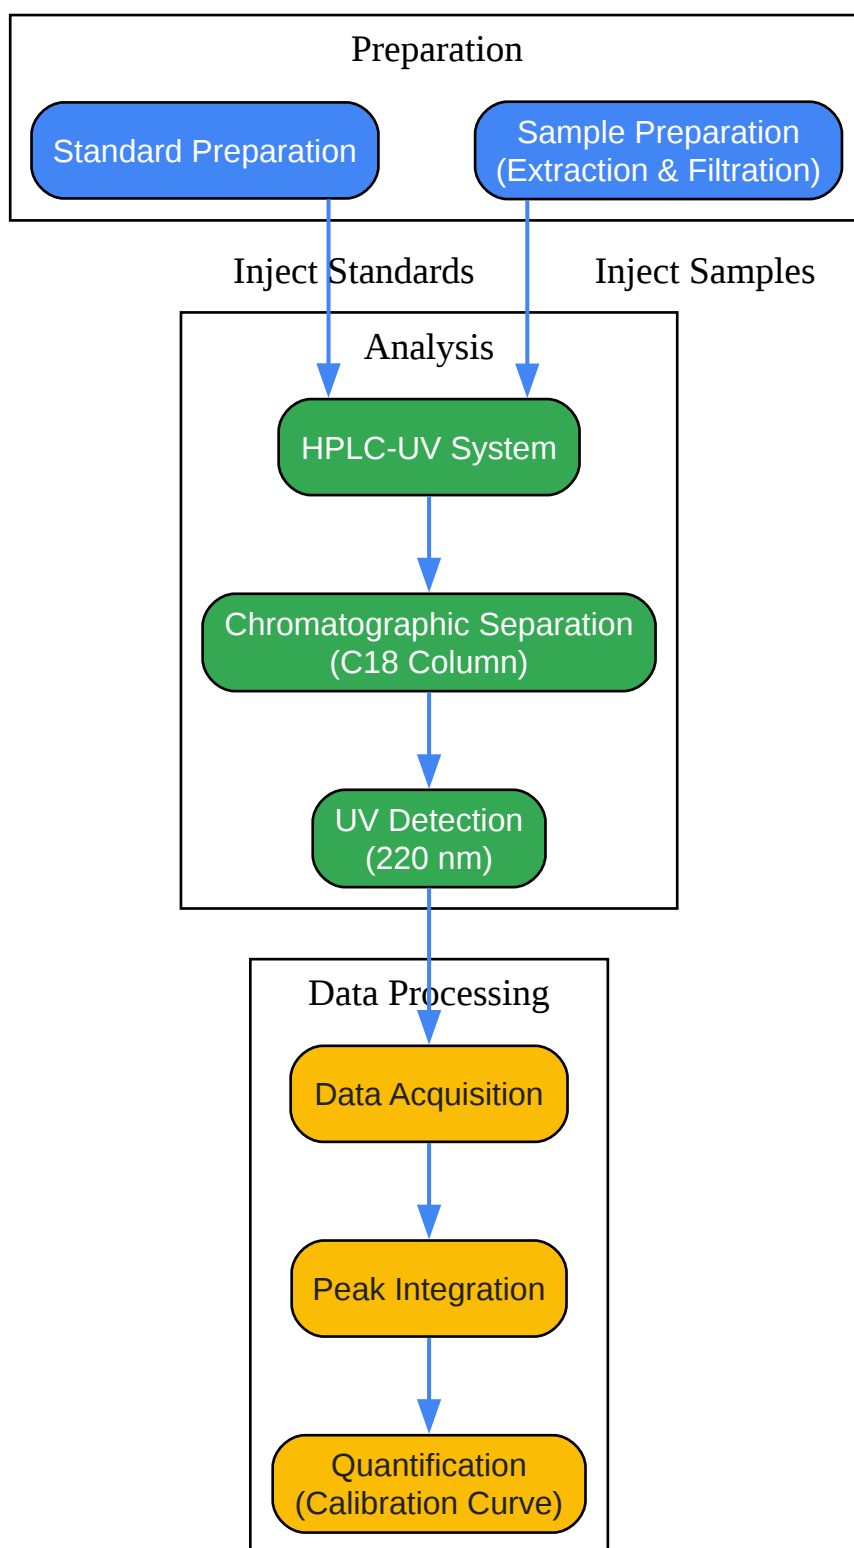 Preparation
Standard Preparation
Sample Preparation
(Extraction & Filtration)
Inject Standards
Inject Samples
Analysis
HPLC-UV System
Chromatographic Separation
(C18 Column)
UV Detection
(220 nm)
Data Processing
Data Acquisition
Peak Integration
Quantification
(Calibration Curve)